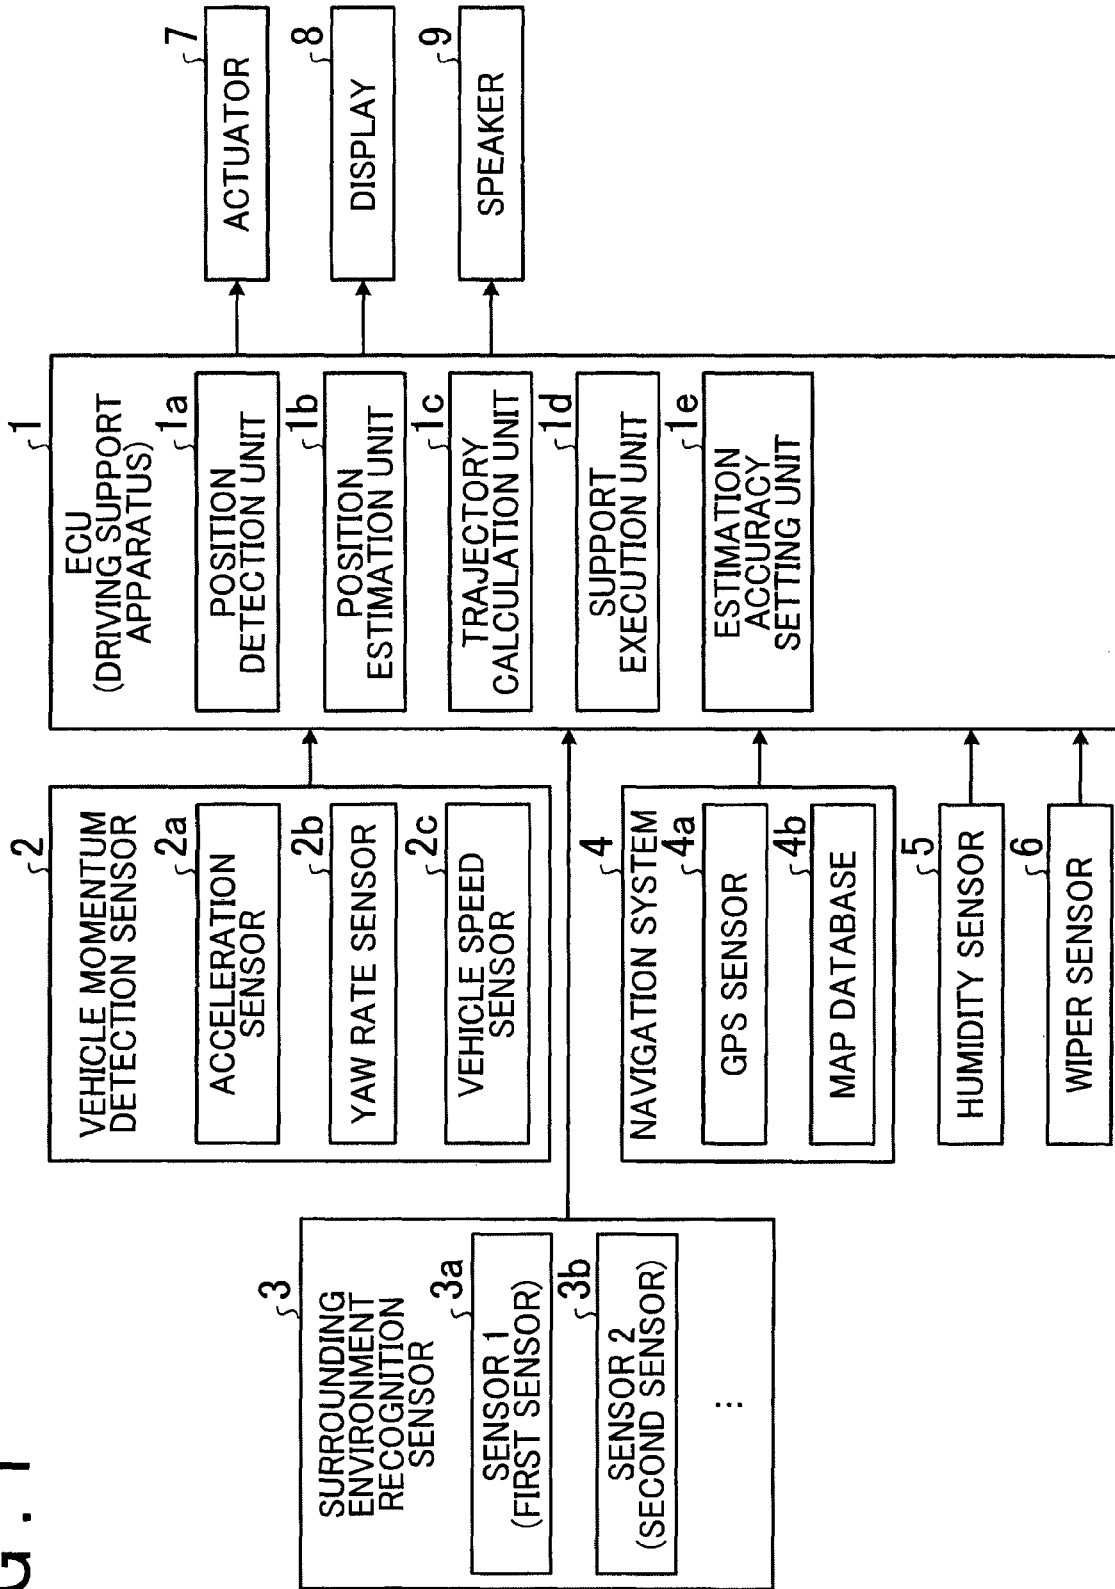 G. 1
SURROUNDING
ENVIRONMENT
RECOGNITION
SENSOR
3
SENSOR 1
(FIRST SENSOR)
3a
SENSOR 2
(SECOND SENSOR)
3b
⋮
VEHICLE MOMENTUM
DETECTION SENSOR
2
ACCELERATION
SENSOR
2a
YAW RATE SENSOR
2b
VEHICLE SPEED
SENSOR
2c
NAVIGATION SYSTEM
4
GPS SENSOR
4a
MAP DATABASE
4b
HUMIDITY SENSOR
5
WIPER SENSOR
6
ECU
(DRIVING SUPPORT
APPARATUS)
1
POSITION
DETECTION UNIT
1a
POSITION
ESTIMATION UNIT
1b
TRAJECTORY
CALCULATION UNIT
1c
SUPPORT
EXECUTION UNIT
1d
ESTIMATION
ACCURACY
SETTING UNIT
1e
ACTUATOR
7
DISPLAY
8
SPEAKER
9